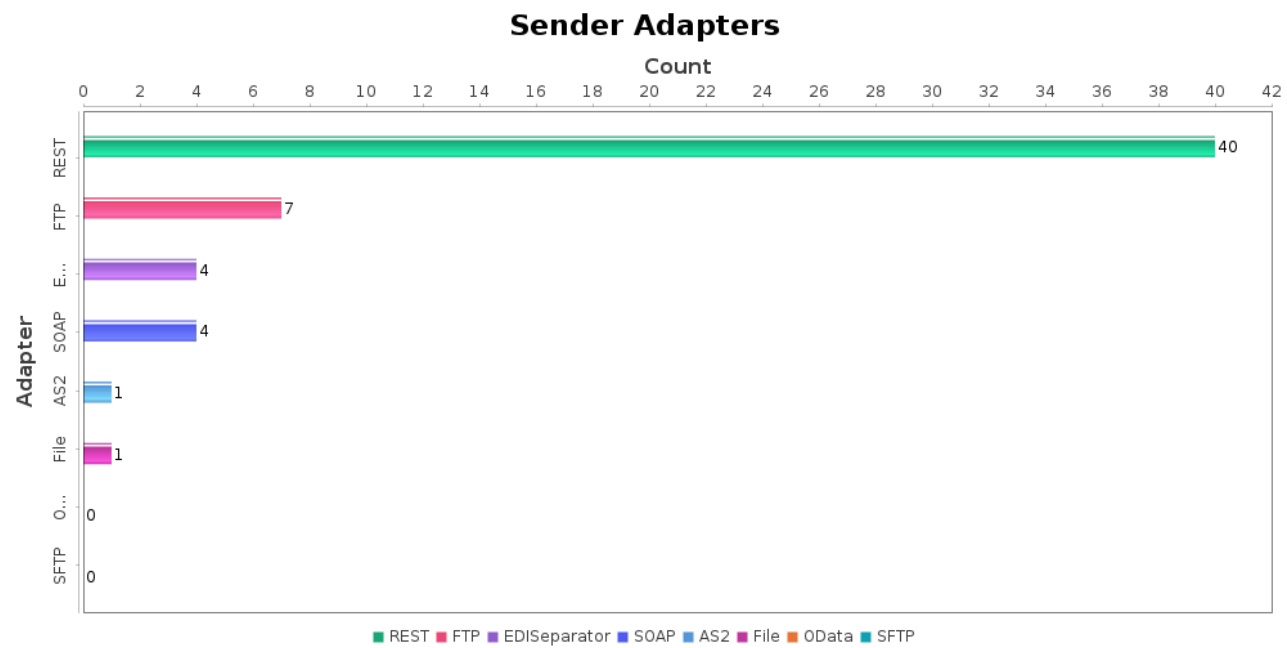 Sender Adapters
Count
0 2 4 6 8 10 12 14 16 18 20 22 24 26 28 30 32 34 36 38 40 42
REST 40
FTP 7
E... 4
SOAP 4
AS2 1
File 1
O... 0
SFTP 0
Adapter
REST FTP EDISeparator SOAP AS2 File OData SFTP